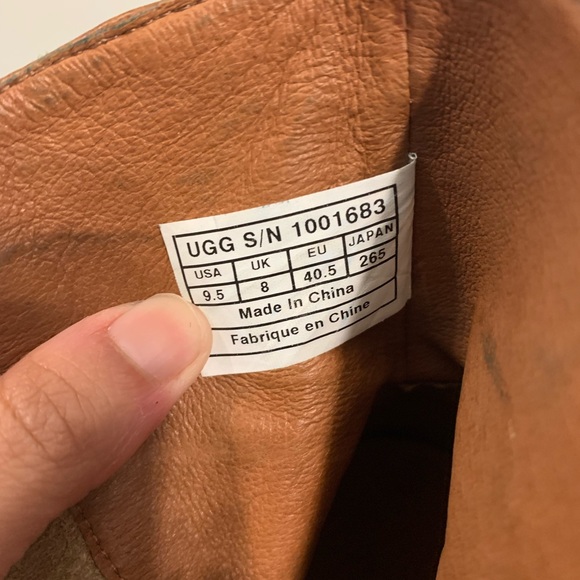 UGG S/N 1001683
USA UK EU JAPAN
9.5 8 40.5 265
Made In China
Fabrique en Chine